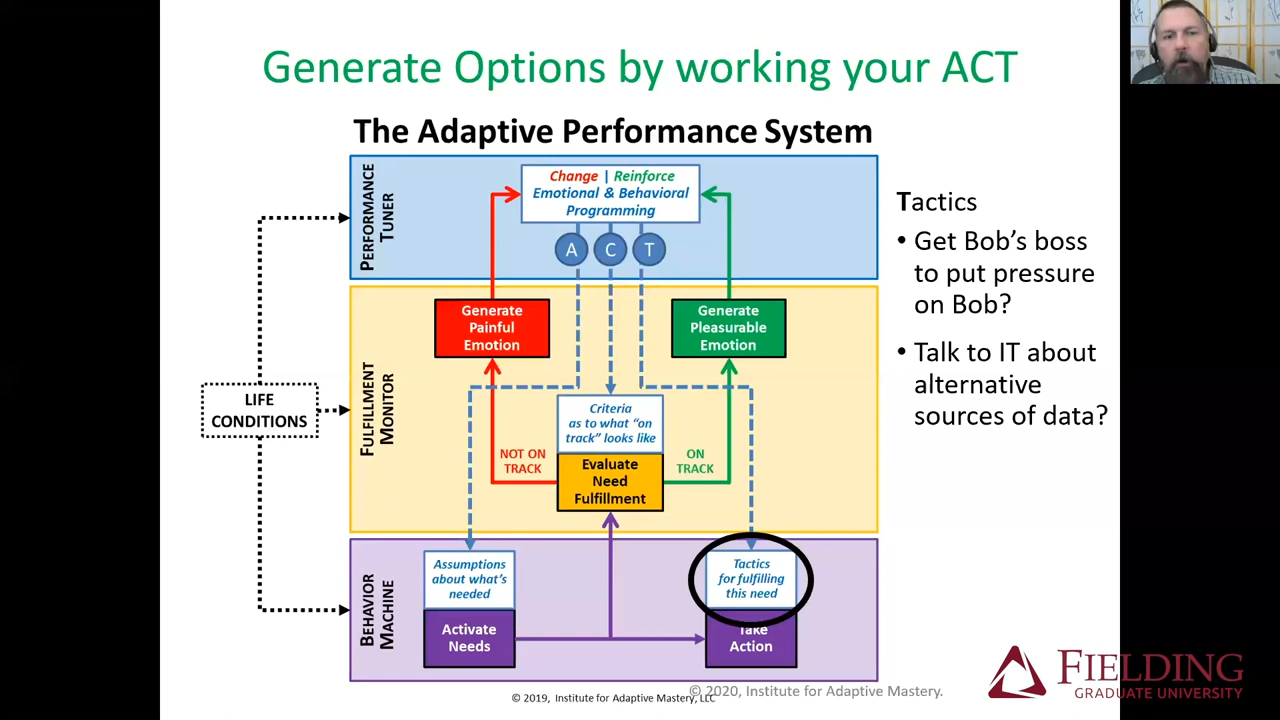 Generate Options by working your ACT
The Adaptive Performance System
PERFORMANCE
TUNER
Change | Reinforce
Emotional & Behavioral
Programming
A C T
FULFILLMENT
MONITOR
Generate
Painful
Emotion
Generate
Pleasurable
Emotion
LIFE
CONDITIONS
Criteria
as to what “on
track” looks like
NOT ON
TRACK
Evaluate
Need
Fulfillment
ON
TRACK
BEHAVIOR
MACHINE
Assumptions
about what’s
needed
Activate
Needs
Tactics
for fulfilling
this need
Take
Action
Tactics
• Get Bob’s boss
to put pressure
on Bob?
• Talk to IT about
alternative
sources of data?
© 2019, Institute for Adaptive Mastery, LLC
© 2020, Institute for Adaptive Mastery.
FIELDING
GRADUATE UNIVERSITY